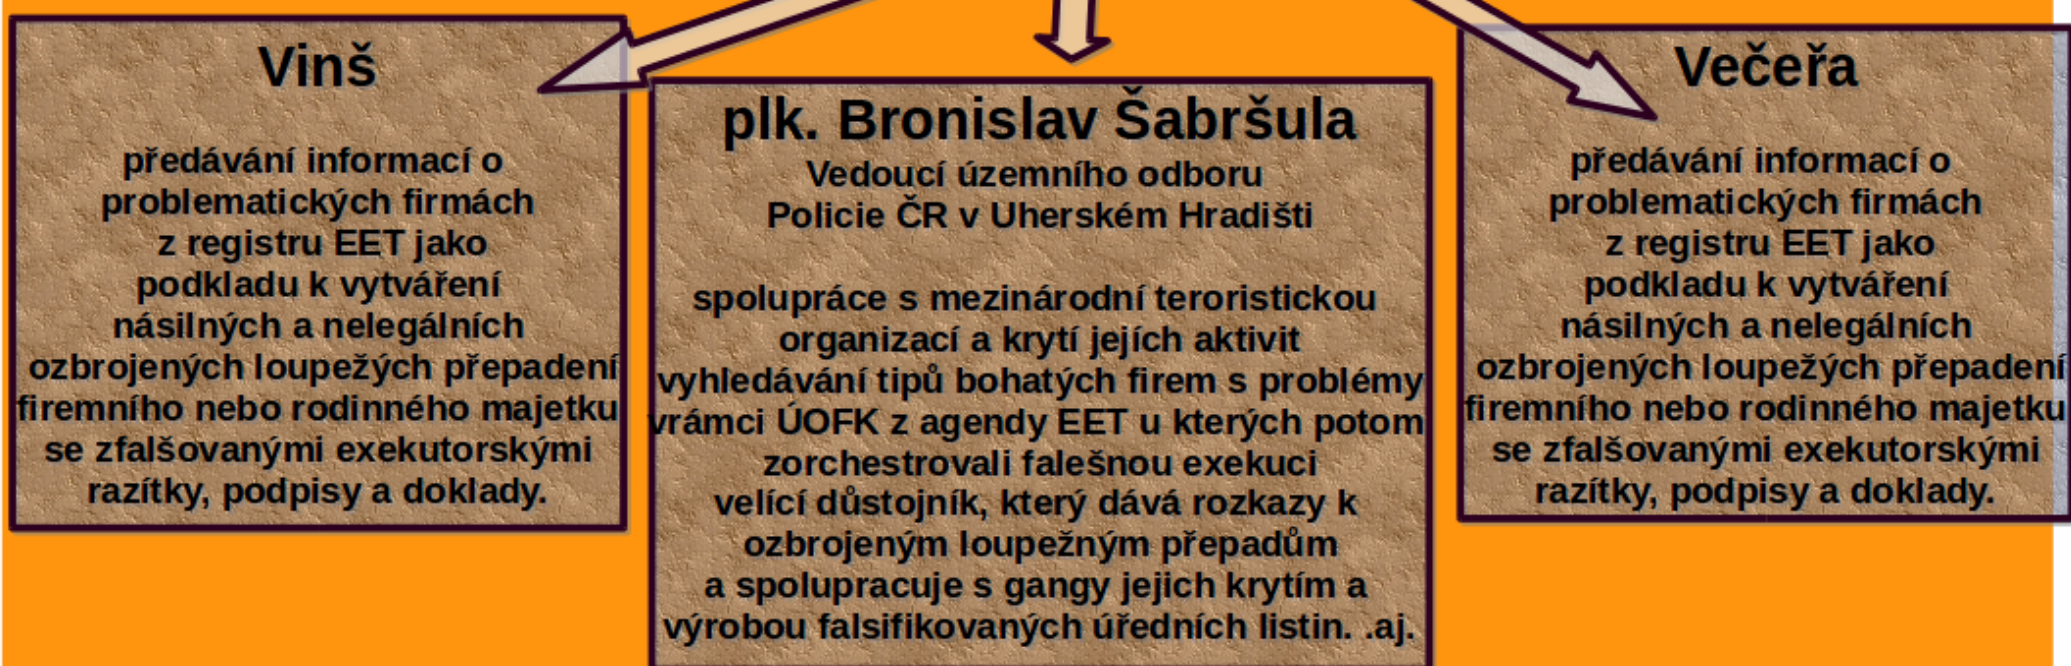 Vinš
předávání informací o
problematických firmách
z registru EET jako
podkladu k vytváření
násilných a nelegálních
ozbrojených loupežých přepadení
firemního nebo rodinného majetku
se zfalšovanými exekutorskými
razítky, podpisy a doklady.
plk. Bronislav Šabršula
Vedoucí územního odboru
Policie ČR v Uherském Hradišti
spolupráce s mezinárodní teroristickou
organizací a krytí jejích aktivit
vyhledávání tipů bohatých firem s problémy
vrámci ÚOFK z agendy EET u kterých potom
zorchestrovali falešnou exekuci
velící důstojník, který dává rozkazy k
ozbrojeným loupežným přepadům
a spolupracuje s gangy jejich krytím a
výrobou falsifikovaných úředních listin. .aj.
Večeřa
předávání informací o
problematických firmách
z registru EET jako
podkladu k vytváření
násilných a nelegálních
ozbrojených loupežých přepadení
firemního nebo rodinného majetku
se zfalšovanými exekutorskými
razítky, podpisy a doklady.